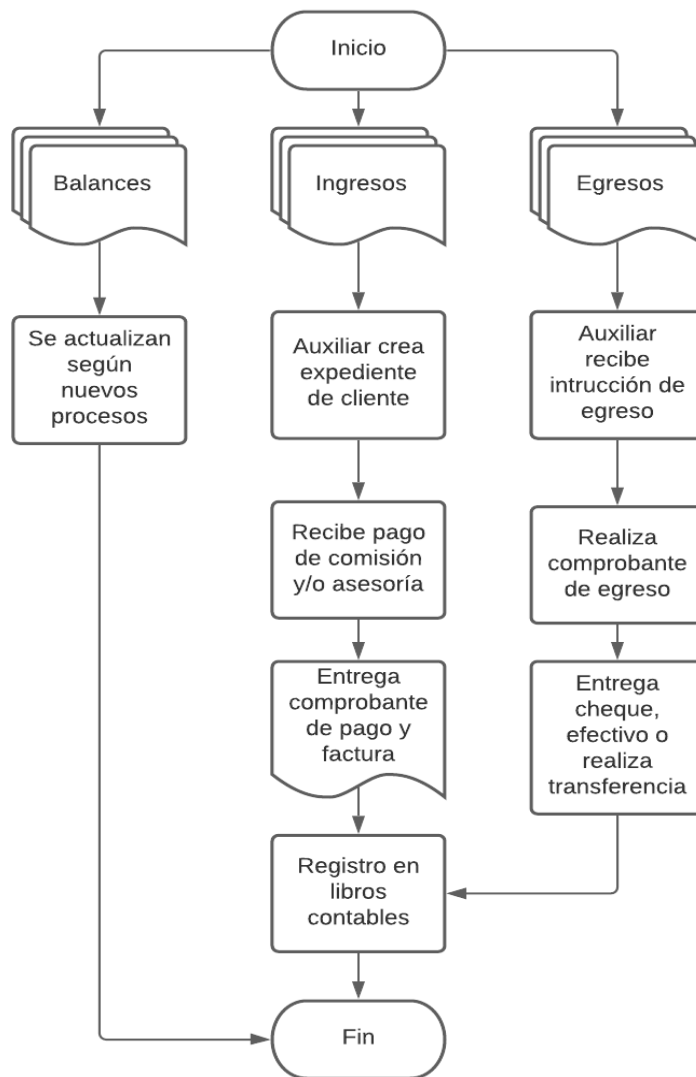 Inicio
Balances
Ingresos
Egresos
Se actualizan
según
nuevos
procesos
Auxiliar crea
expediente
de cliente
Auxiliar
recibe
intrucción de
egreso
Recibe pago
de comisión
y/o asesoría
Realiza
comprobante
de egreso
Entrega
comprobante
de pago y
factura
Entrega
cheque,
efectivo o
realiza
transferencia
Registro en
libros
contables
Fin